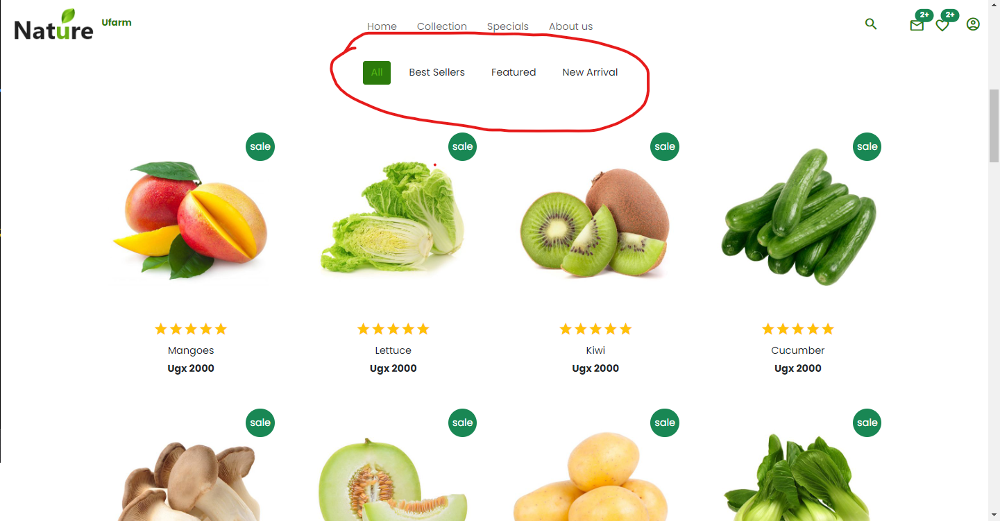 Nature Ufarm
Home Collection Specials About us
2+ 2+
All Best Sellers Featured New Arrival
sale sale sale sale
Mangoes Lettuce Kiwi Cucumber
Ugx 2000 Ugx 2000 Ugx 2000 Ugx 2000
sale sale sale sale